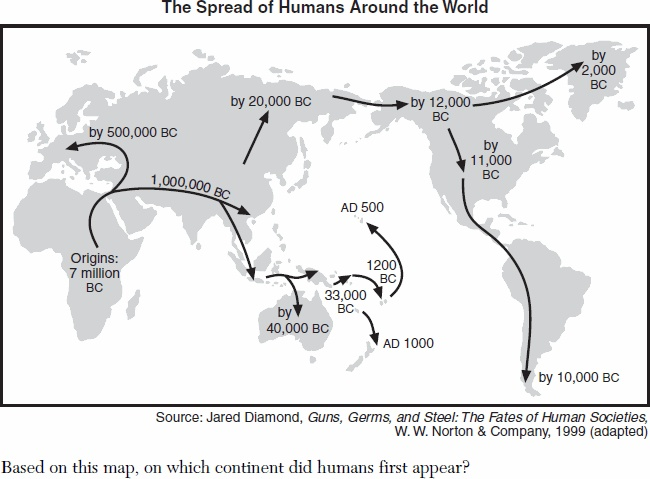 The Spread of Humans Around the World
by
2,000
BC
by 20,000 BC
by 12,000
BC
by 500,000 BC
by
11,000
BC
1,000,000 BC
AD 500
Origins:
7 million
BC
1200
BC
33,000
BC
by
40,000 BC
AD 1000
by 10,000 BC
Source: Jared Diamond, Guns, Germs, and Steel: The Fates of Human Societies,
W. W. Norton & Company, 1999 (adapted)
Based on this map, on which continent did humans first appear?